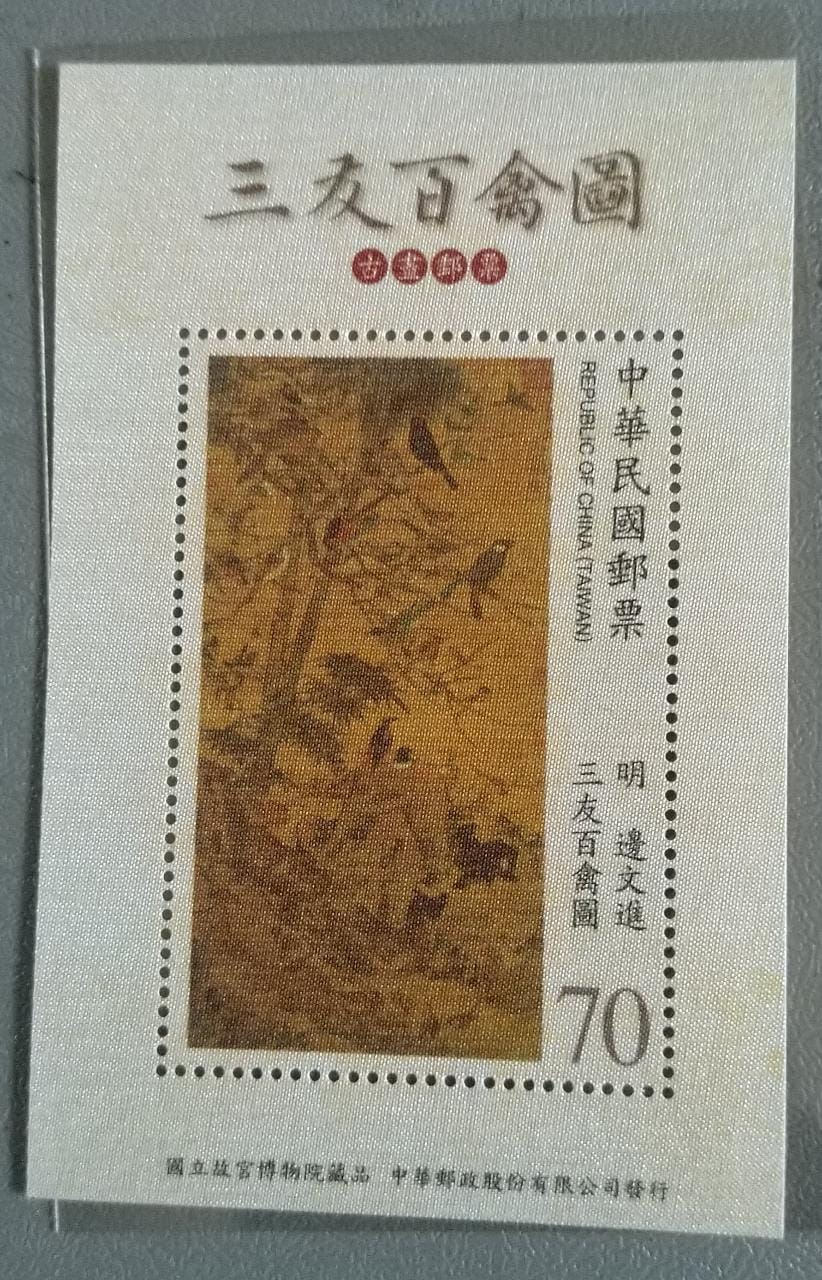 三友百禽圖
古畫郵票
中華民國郵票
REPUBLIC OF CHINA (TAIWAN)
明 邊文進
三友百禽圖
70
國立故宮博物院藏品 中華郵政股份有限公司發行